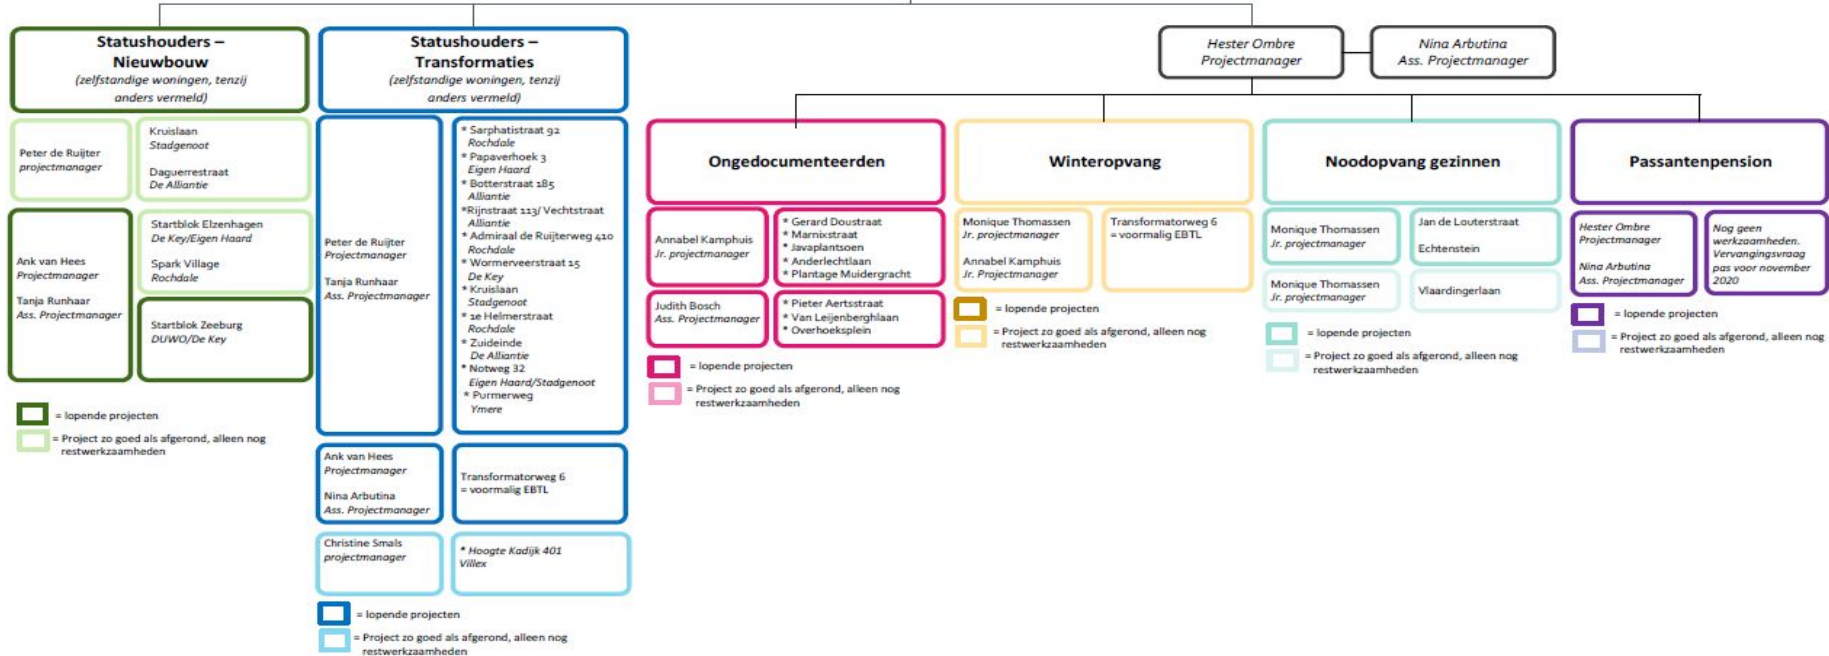 Statushouders –
Nieuwbouw
(zelfstandige woningen, tenzij
anders vermeld)
Peter de Ruijter
projectmanager
Kruislaan
Stadgenoot
Daguerrestraat
De Alliantie
Ank van Hees
Projectmanager
Tanja Runhaar
Ass. Projectmanager
Startblok Elzenhagen
De Key/Eigen Haard
Spark Village
Rochdale
Startblok Zeeburg
DUWO/De Key
= lopende projecten
= Project zo goed als afgerond, alleen nog
restwerkzaamheden
Statushouders –
Transformaties
(zelfstandige woningen, tenzij
anders vermeld)
Peter de Ruijter
Projectmanager
Tanja Runhaar
Ass. Projectmanager
* Sarphatistraat 92
Rochdale
* Papaverhoek 3
Eigen Haard
* Botterstraat 185
Alliantie
*Rijnstraat 113/ Vechtstraat
Alliantie
* Admiraal de Ruijterweg 410
Rochdale
* Wormerveerstraat 15
De Key
* Kruislaan
Stadgenoot
* 1e Helmerstraat
Rochdale
* Zuideinde
De Alliantie
* Notweg 32
Eigen Haard/Stadgenoot
* Purmerweg
Ymere
Ank van Hees
Projectmanager
Nina Arbutina
Ass. Projectmanager
Transformatorweg 6
= voormalig EBTL
Christine Smals
projectmanager
* Hoogte Kadijk 401
Villex
= lopende projecten
= Project zo goed als afgerond, alleen nog
restwerkzaamheden
Hester Ombre
Projectmanager
Nina Arbutina
Ass. Projectmanager
Ongedocumenteerden
Annabel Kamphuis
Jr. projectmanager
* Gerard Doustraat
* Marnixstraat
* Javaplantsoen
* Anderlechtlaan
* Plantage Muidergracht
Judith Bosch
Ass. Projectmanager
* Pieter Aertsstraat
* Van Leijenberghlaan
* Overhoeksplein
= lopende projecten
= Project zo goed als afgerond, alleen nog
restwerkzaamheden
Winteropvang
Monique Thomassen
Jr. projectmanager
Annabel Kamphuis
Jr. Projectmanager
Transformatorweg 6
= voormalig EBTL
= lopende projecten
= Project zo goed als afgerond, alleen nog
restwerkzaamheden
Noodopvang gezinnen
Monique Thomassen
Jr. projectmanager
Jan de Louterstraat
Echtenstein
Monique Thomassen
Jr. projectmanager
Vlaardingerlaan
= lopende projecten
= Project zo goed als afgerond, alleen nog
restwerkzaamheden
Passantenpension
Hester Ombre
Projectmanager
Nina Arbutina
Ass. Projectmanager
Nog geen
werkzaamheden.
Vervangingsvraag
pas voor november
2020
= lopende projecten
= Project zo goed als afgerond, alleen nog
restwerkzaamheden